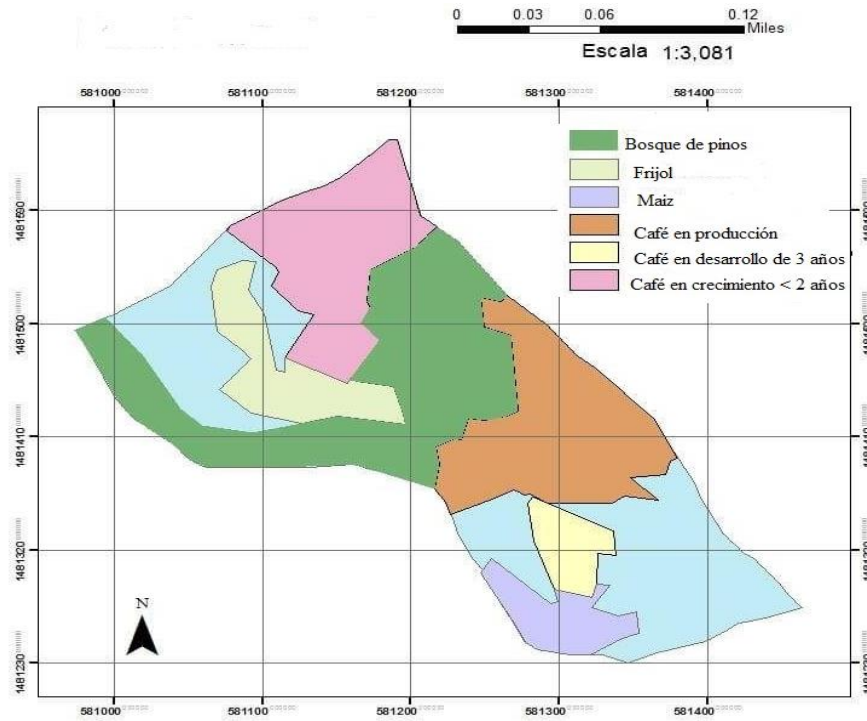 0 0.03 0.06 0.12
Miles
Escala 1:3,081
581000 581100 581200 581300 581400
Bosque de pinos
Frijol
Maiz
Café en producción
Café en desarrollo de 3 años
Café en crecimiento < 2 años
1481410 1481410
1481320
1481230
N
581000 581100 581200 581300 581400